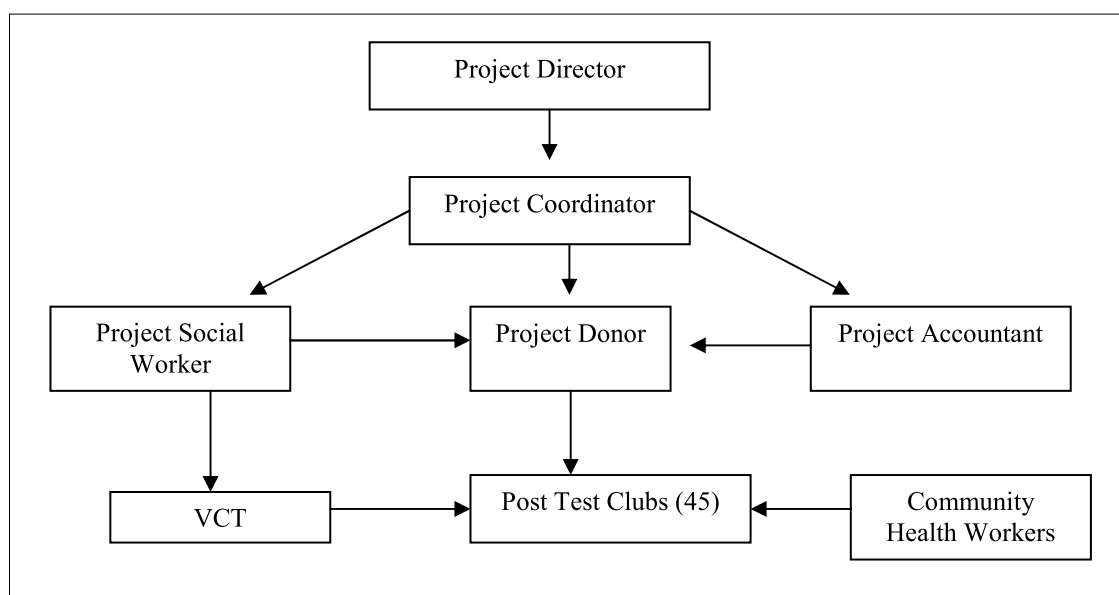 Project Director
Project Coordinator
Project Social
Worker
Project Donor
Project Accountant
VCT
Post Test Clubs (45)
Community
Health Workers